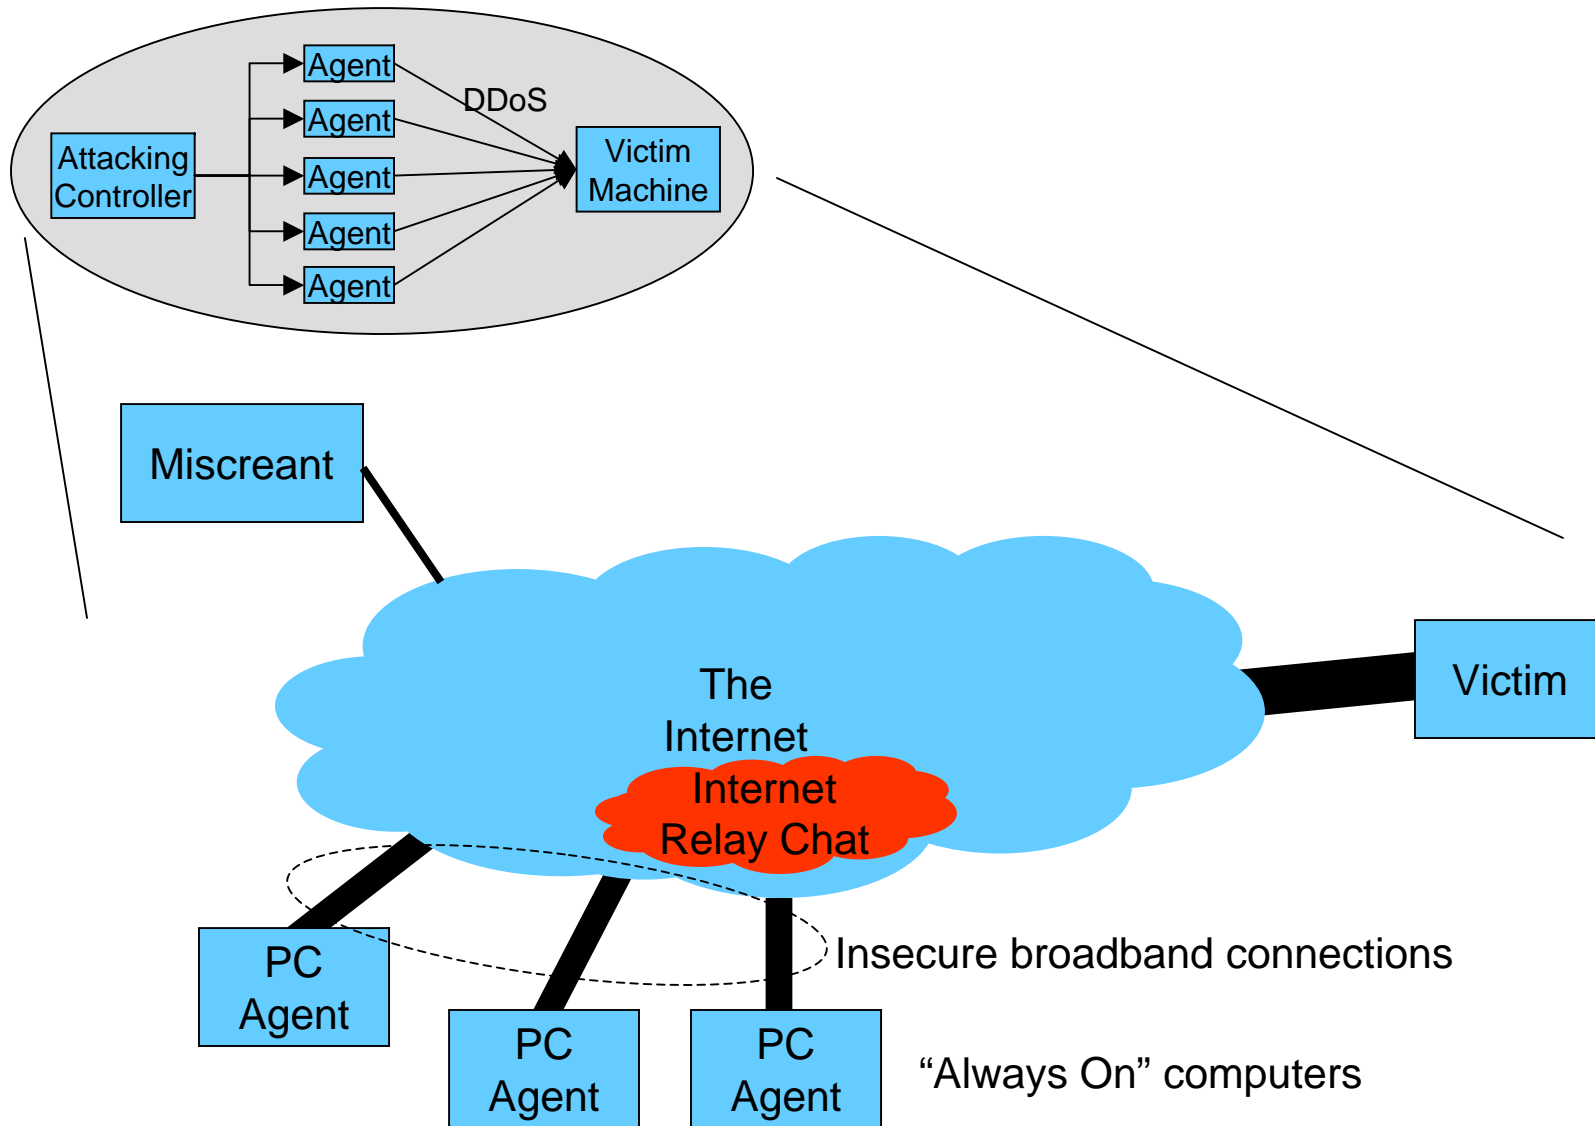 Agent
DDoS
Agent
Attacking
Controller
Agent
Victim
Machine
Agent
Agent
Miscreant
The
Internet
Victim
Internet
Relay Chat
Insecure broadband connections
PC
Agent
PC
Agent
PC
Agent
“Always On” computers